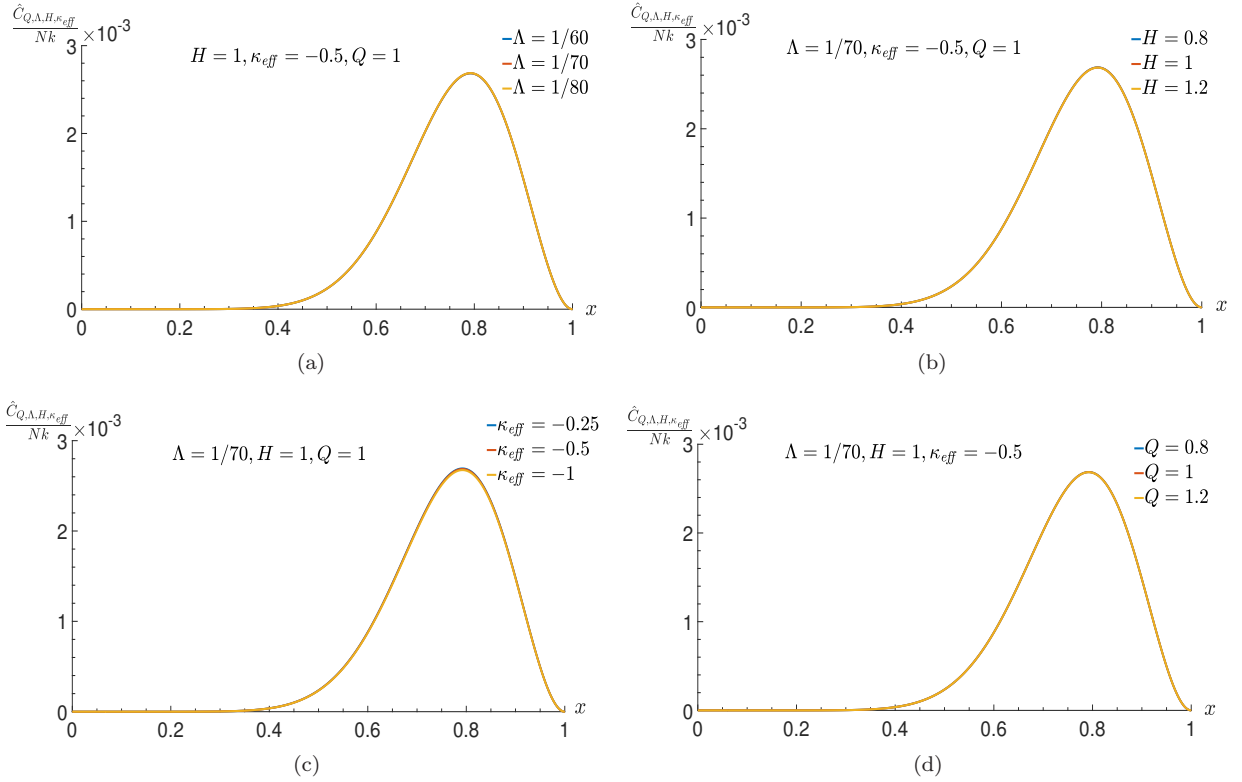 Ĉ_{Q,Λ,H,κ_eff}
Nk
×10⁻³
H = 1, κ_eff = −0.5, Q = 1
Λ = 1/60
Λ = 1/70
Λ = 1/80
3
2
1
0
0 0.2 0.4 0.6 0.8 1
x
(a)
Ĉ_{Q,Λ,H,κ_eff}
Nk
×10⁻³
Λ = 1/70, κ_eff = −0.5, Q = 1
H = 0.8
H = 1
H = 1.2
3
2
1
0
0 0.2 0.4 0.6 0.8 1
x
(b)
Ĉ_{Q,Λ,H,κ_eff}
Nk
×10⁻³
Λ = 1/70, H = 1, Q = 1
κ_eff = −0.25
κ_eff = −0.5
κ_eff = −1
3
2
1
0
0 0.2 0.4 0.6 0.8 1
x
(c)
Ĉ_{Q,Λ,H,κ_eff}
Nk
×10⁻³
Λ = 1/70, H = 1, κ_eff = −0.5
Q = 0.8
Q = 1
Q = 1.2
3
2
1
0
0 0.2 0.4 0.6 0.8 1
x
(d)